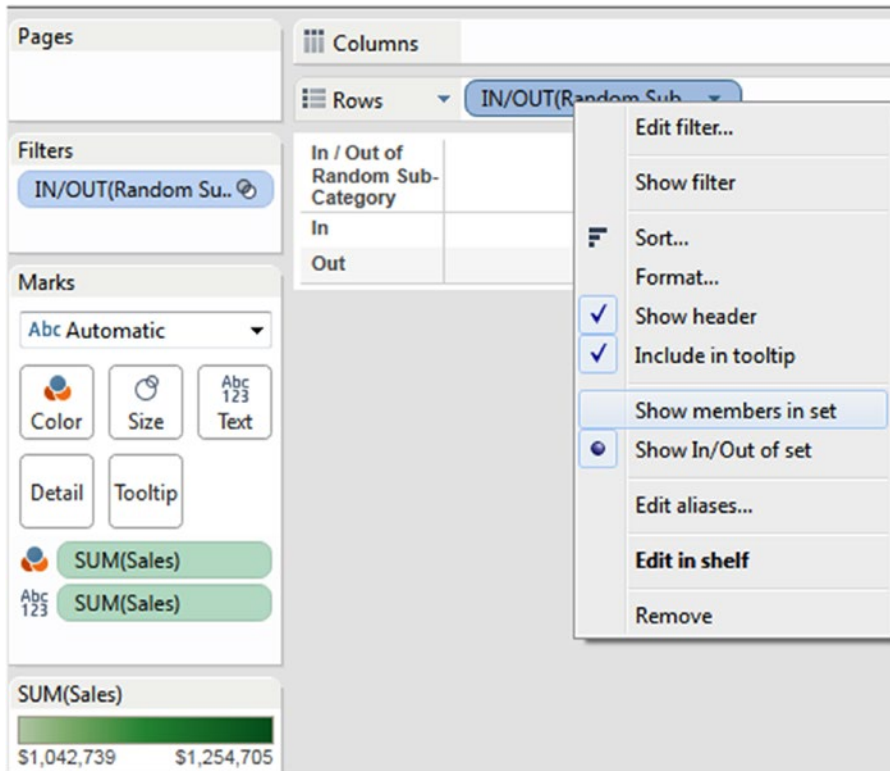 Pages
Columns
Rows
IN/OUT(Random Sub..
Filters
IN/OUT(Random Su..
In / Out of
Random Sub-
Category
In
Out
Marks
Abc Automatic
Color
Size
Abc
123
Text
Detail
Tooltip
SUM(Sales)
Abc
123
SUM(Sales)
SUM(Sales)
$1,042,739
$1,254,705
Edit filter...
Show filter
Sort...
Format...
Show header
Include in tooltip
Show members in set
Show In/Out of set
Edit aliases...
Edit in shelf
Remove